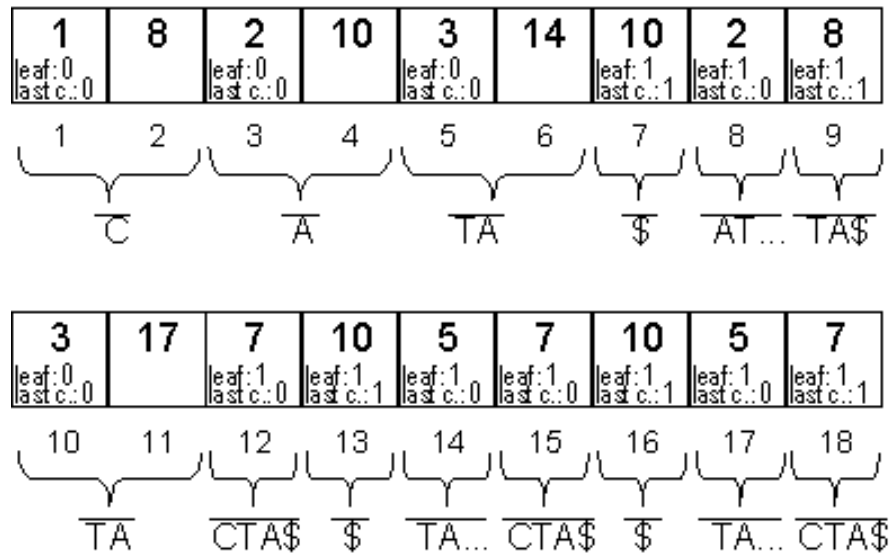 1 8 2 10 3 14 10 2 8
leaf:0 leaf:0 leaf:0 leaf:1 leaf:1 leaf:1
last c.:0 last c.:0 last c.:0 last c.:1 last c.:0 last c.:1
1 2 3 4 5 6 7 8 9
C A TA $ AT... TA$
3 17 7 10 5 7 10 5 7
leaf:0 leaf:1 leaf:1 leaf:1 leaf:1 leaf:1 leaf:1 leaf:1
last c.:0 last c.:0 last c.:1 last c.:0 last c.:0 last c.:1 last c.:0 last c.:1
10 11 12 13 14 15 16 17 18
TA CTA$ $ TA... CTA$ $ TA... CTA$